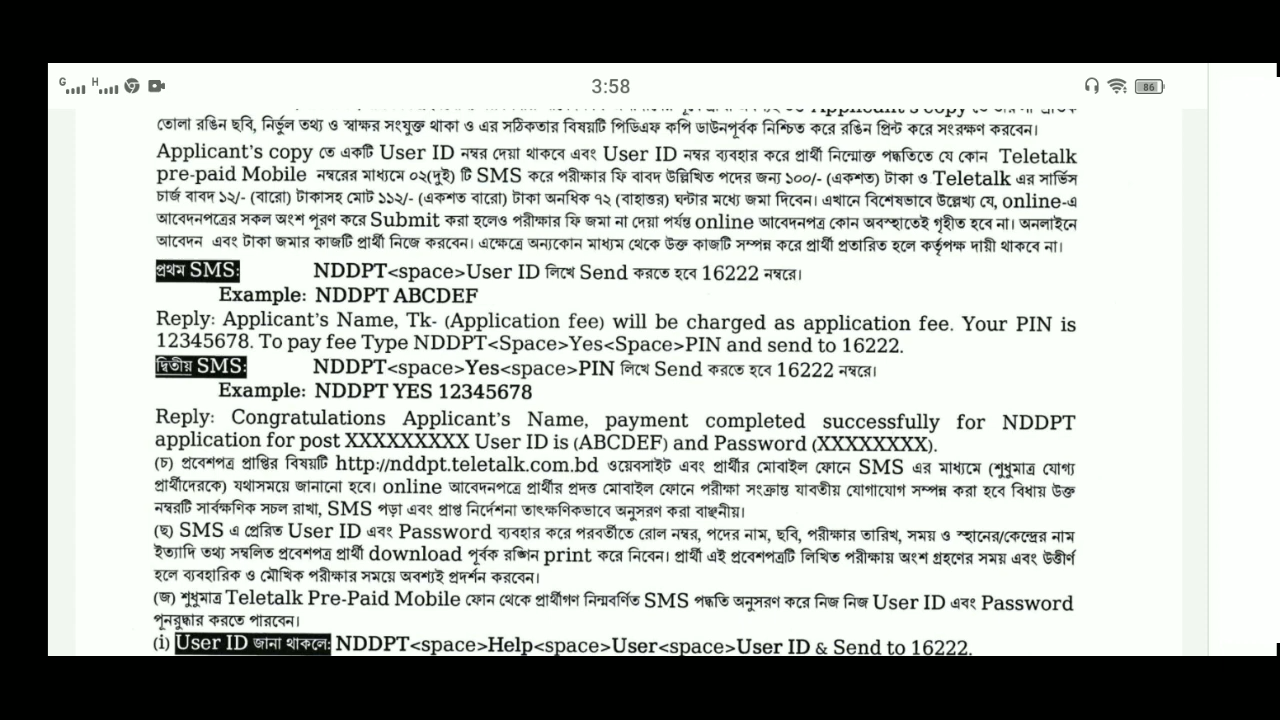 G H 3:58 86
Applicant's copy তে
তোলা রঙিন ছবি, নির্ভুল তথ্য ও স্বাক্ষর সংযুক্ত থাকা ও এর সঠিকতার বিষয়টি পিডিএফ কপি ডাউনপূর্বক নিশ্চিত করে রঙিন প্রিন্ট করে সংরক্ষণ করবেন।
Applicant's copy তে একটি User ID নম্বর দেয়া থাকবে এবং User ID নম্বর ব্যবহার করে প্রার্থী নিম্মোক্ত পদ্ধতিতে যে কোন Teletalk
pre-paid Mobile নম্বরের মাধ্যমে ০২(দুই) টি SMS করে পরীক্ষার ফি বাবদ উল্লিখিত পদের জন্য ১০০/- (একশত) টাকা ও Teletalk এর সার্ভিস
চার্জ বাবদ ১২/- (বারো) টাকাসহ মোট ১১২/- (একশত বারো) টাকা অনধিক ৭২ (বাহাত্তর) ঘন্টার মধ্যে জমা দিবেন। এখানে বিশেষভাবে উল্লেখ্য যে, online-এ
আবেদনপত্রের সকল অংশ পূরণ করে Submit করা হলেও পরীক্ষার ফি জমা না দেয়া পর্যন্ত online আবেদনপত্র কোন অবস্থাতেই গৃহীত হবে না। অনলাইনে
আবেদন এবং টাকা জমার কাজটি প্রার্থী নিজে করবেন। এক্ষেত্রে অন্যকোন মাধ্যম থেকে উক্ত কাজটি সম্পন্ন করে প্রার্থী প্রতারিত হলে কর্তৃপক্ষ দায়ী থাকবে না।
প্রথম SMS: NDDPT<space>User ID লিখে Send করতে হবে 16222 নম্বরে।
Example: NDDPT ABCDEF
Reply: Applicant's Name, Tk- (Application fee) will be charged as application fee. Your PIN is
12345678. To pay fee Type NDDPT<Space>Yes<Space>PIN and send to 16222.
দ্বিতীয় SMS: NDDPT<space>Yes<space>PIN লিখে Send করতে হবে 16222 নম্বরে।
Example: NDDPT YES 12345678
Reply: Congratulations Applicant's Name, payment completed successfully for NDDPT
application for post XXXXXXXXX User ID is (ABCDEF) and Password (XXXXXXXX).
(চ) প্রবেশপত্র প্রাপ্তির বিষয়টি http://nddpt.teletalk.com.bd ওয়েবসাইট এবং প্রার্থীর মোবাইল ফোনে SMS এর মাধ্যমে (শুধুমাত্র যোগ্য
প্রার্থীদেরকে) যথাসময়ে জানানো হবে। online আবেদনপত্রে প্রার্থীর প্রদত্ত মোবাইল ফোনে পরীক্ষা সংক্রান্ত যাবতীয় যোগাযোগ সম্পন্ন করা হবে বিধায় উক্ত
নম্বরটি সার্বক্ষণিক সচল রাখা, SMS পড়া এবং প্রাপ্ত নির্দেশনা তাৎক্ষণিকভাবে অনুসরণ করা বাঞ্ছনীয়।
(ছ) SMS এ প্রেরিত User ID এবং Password ব্যবহার করে পরবর্তীতে রোল নম্বর, পদের নাম, ছবি, পরীক্ষার তারিখ, সময় ও স্থানের/কেন্দ্রের নাম
ইত্যাদি তথ্য সম্বলিত প্রবেশপত্র প্রার্থী download পূর্বক রঙ্গিন print করে নিবেন। প্রার্থী এই প্রবেশপত্রটি লিখিত পরীক্ষায় অংশ গ্রহণের সময় এবং উত্তীর্ণ
হলে ব্যবহারিক ও মৌখিক পরীক্ষার সময়ে অবশ্যই প্রদর্শন করবেন।
(জ) শুধুমাত্র Teletalk Pre-Paid Mobile ফোন থেকে প্রার্থীগণ নিম্মবর্ণিত SMS পদ্ধতি অনুসরণ করে নিজ নিজ User ID এবং Password
পূনরুদ্ধার করতে পারবেন।
(i) User ID জানা থাকলে: NDDPT<space>Help<space>User<space>User ID & Send to 16222.